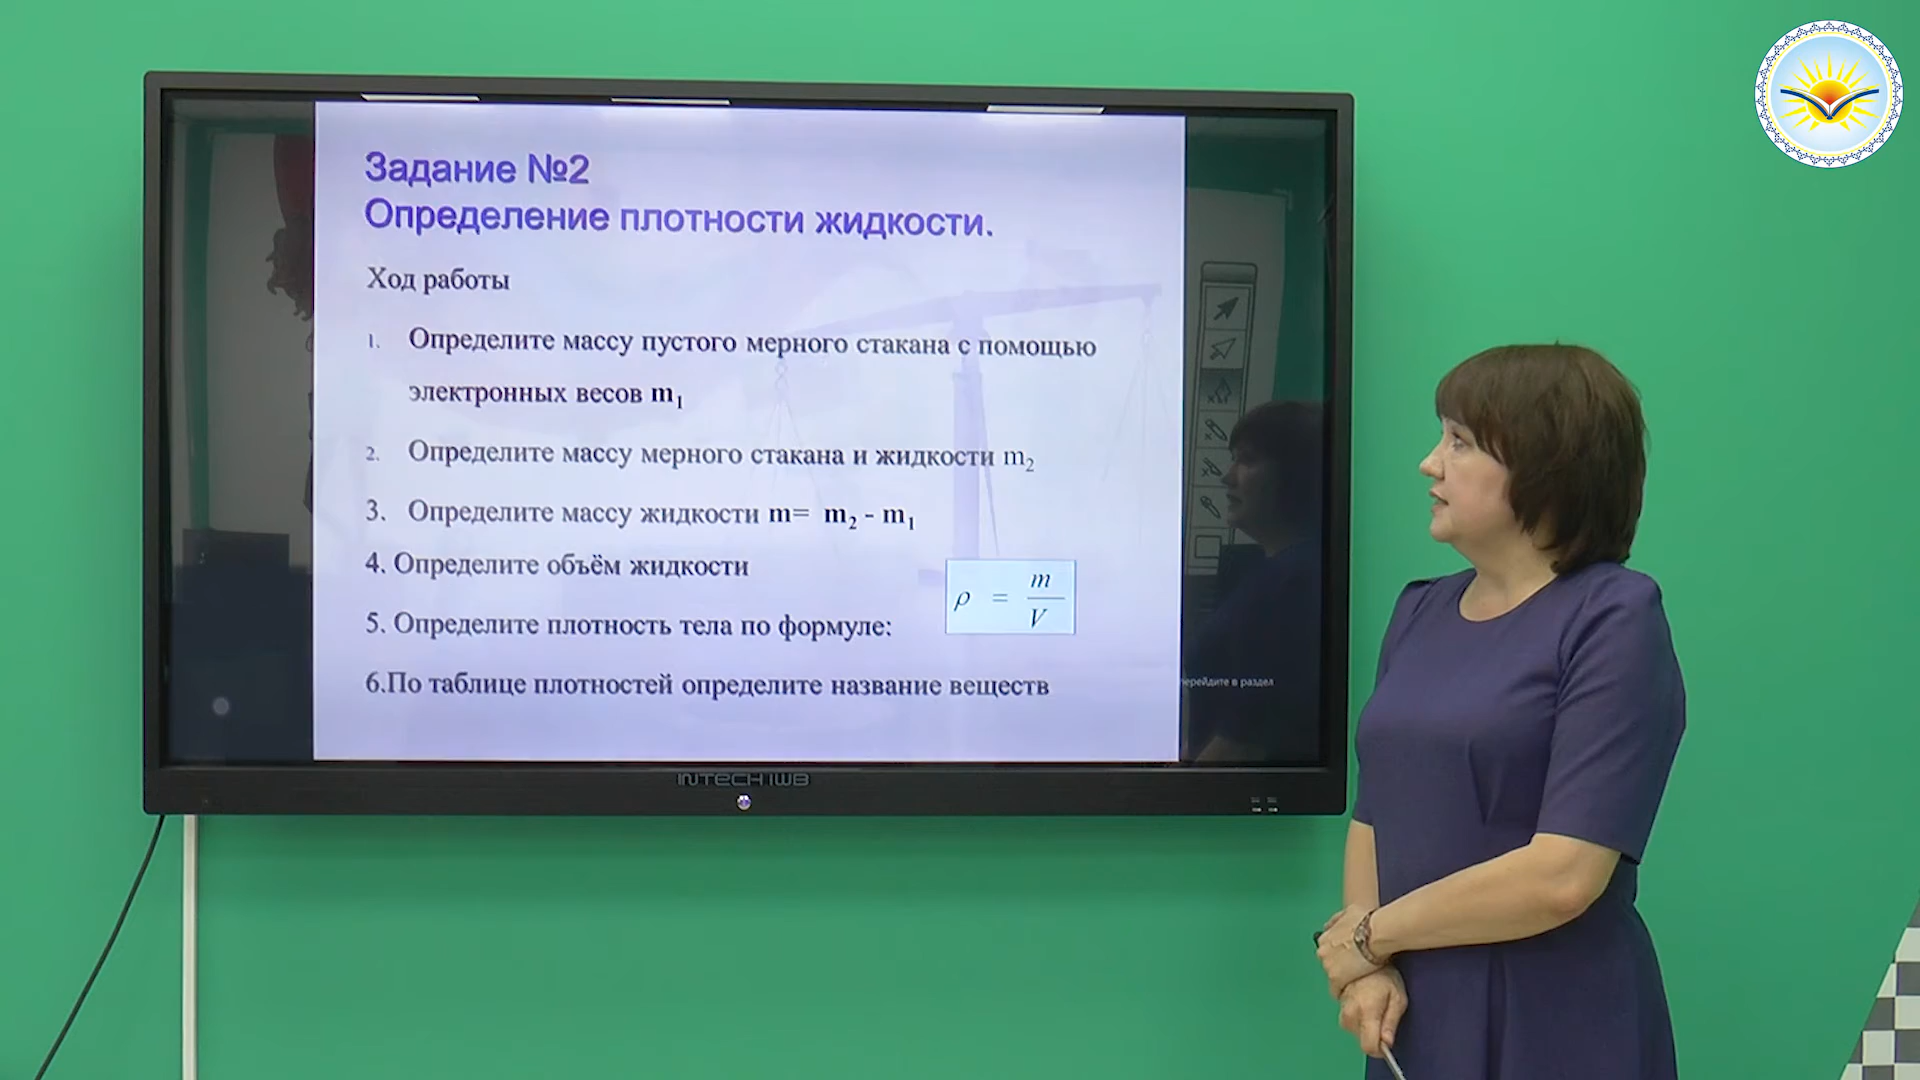 Задание №2
Определение плотности жидкости.
Ход работы
1. Определите массу пустого мерного стакана с помощью
электронных весов m1
2. Определите массу мерного стакана и жидкости m2
3. Определите массу жидкости m= m2 - m1
4. Определите объём жидкости
5. Определите плотность тела по формуле:
ρ = m/V
6.По таблице плотностей определите название веществ
перейдите в раздел
INTECH IWB